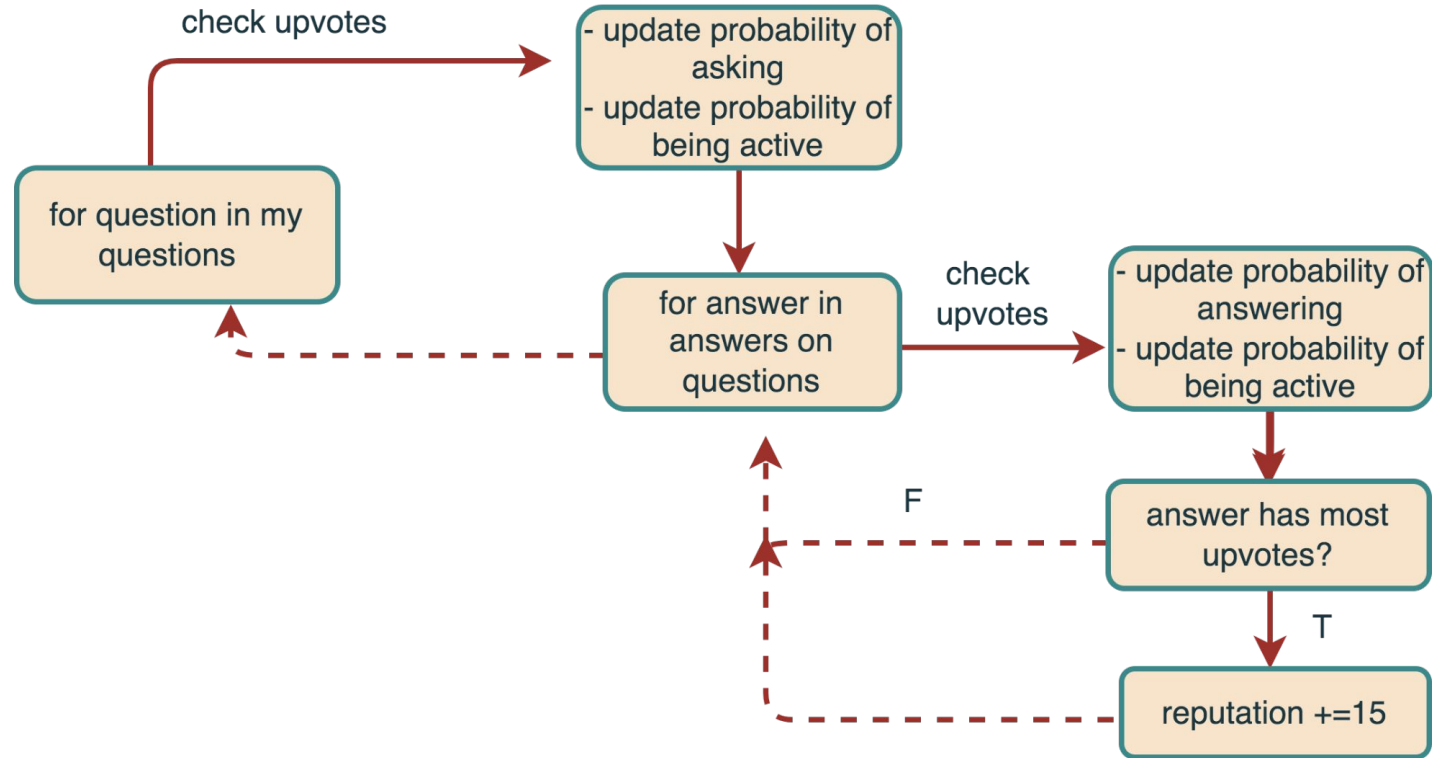 check upvotes
- update probability of
asking
- update probability of
being active
for question in my
questions
for answer in
answers on
questions
check
upvotes
- update probability of
answering
- update probability of
being active
F
answer has most
upvotes?
T
reputation +=15